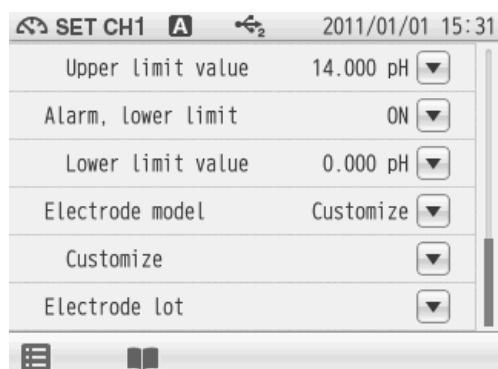 SET CH1 A 2 2011/01/01 15:31
Upper limit value 14.000 pH
Alarm, lower limit ON
Lower limit value 0.000 pH
Electrode model Customize
Customize
Electrode lot